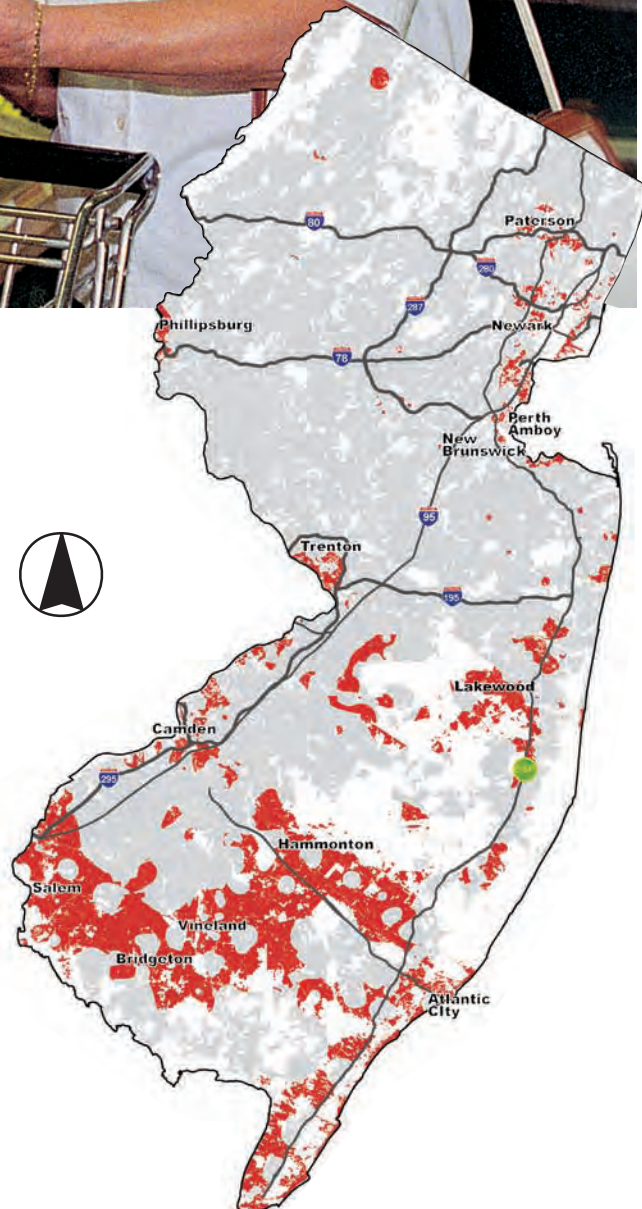 Paterson
80
280
287
Phillipsburg
Newark
78
Perth
Amboy
New
Brunswick
95
Trenton
195
Lakewood
Camden
295
Hammonton
Salem
Vineland
Bridgeton
Atlantic
CIty